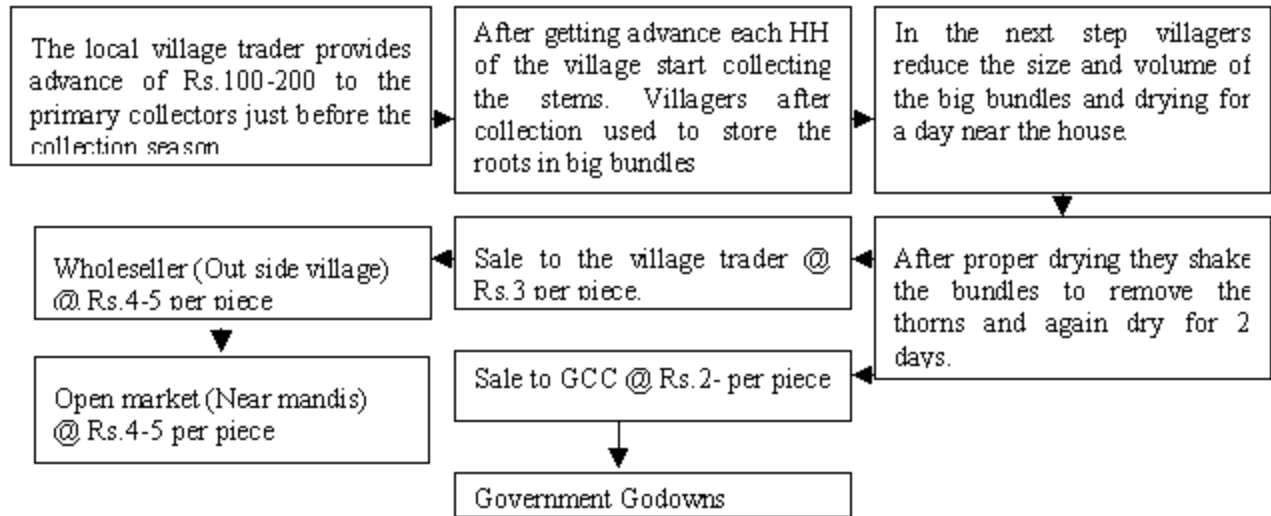 The local village trader provides
advance of Rs.100-200 to the
primary collectors just before the
collection season
After getting advance each HH
of the village start collecting
the stems. Villagers after
collection used to store the
roots in big bundles
In the next step villagers
reduce the size and volume of
the big bundles and drying for
a day near the house.
Wholeseller (Out side village)
@ Rs.4-5 per piece
Sale to the village trader @
Rs.3 per piece.
After proper drying they shake
the bundles to remove the
thorns and again dry for 2
days.
Open market (Near mandis)
@ Rs.4-5 per piece
Sale to GCC @ Rs.2- per piece
Government Godowns